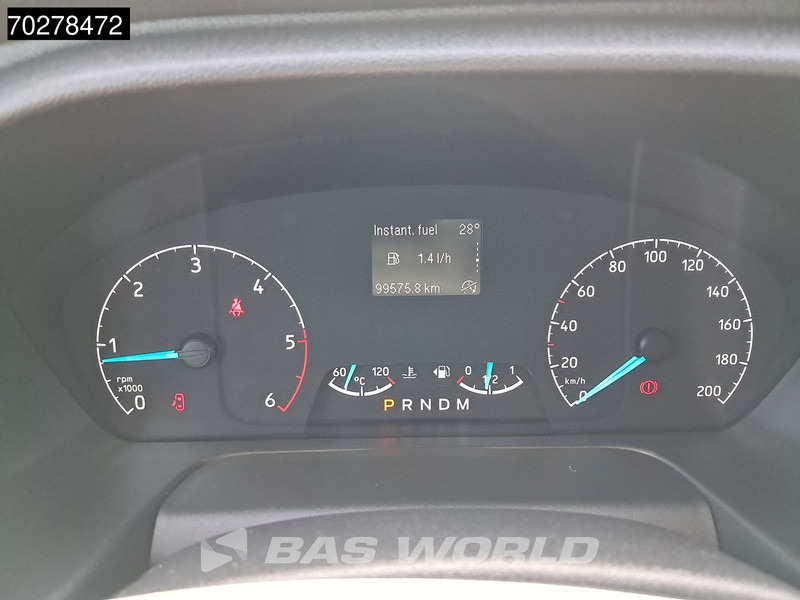 70278472
Instant. fuel 28°
1.4 l/h
99575.8 km
0 1 2 3 4 5 6
rpm
x1000
60 120
°C
0 1/2 1
P R N D M
0 20 40 60 80 100 120 140 160 180 200
km/h
BAS WORLD